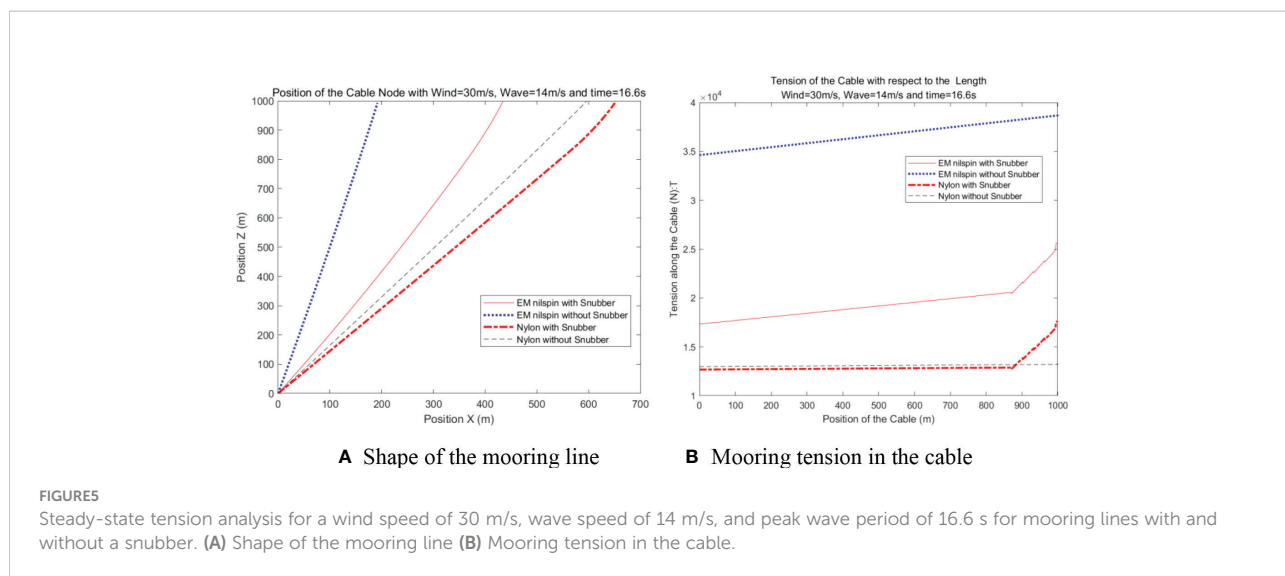 Position of the Cable Node with Wind=30m/s, Wave=14m/s and time=16.6s
1000
900
800
700
600
500
400
300
200
100
0
Position Z (m)
EM nilspin with Snubber
EM nilspin without Snubber
Nylon with Snubber
Nylon without Snubber
0 100 200 300 400 500 600 700
Position X (m)
A Shape of the mooring line
Tension of the Cable with respect to the Length
Wind=30m/s, Wave=14m/s and time=16.6s
×10⁴
4
3.5
3
2.5
2
1.5
1
Tension along the Cable (N):T
EM nilspin with Snubber
EM nilspin without Snubber
Nylon with Snubber
Nylon without Snubber
0 100 200 300 400 500 600 700 800 900 1000
Position of the Cable (m)
B Mooring tension in the cable
FIGURE5
Steady-state tension analysis for a wind speed of 30 m/s, wave speed of 14 m/s, and peak wave period of 16.6 s for mooring lines with and
without a snubber. (A) Shape of the mooring line (B) Mooring tension in the cable.